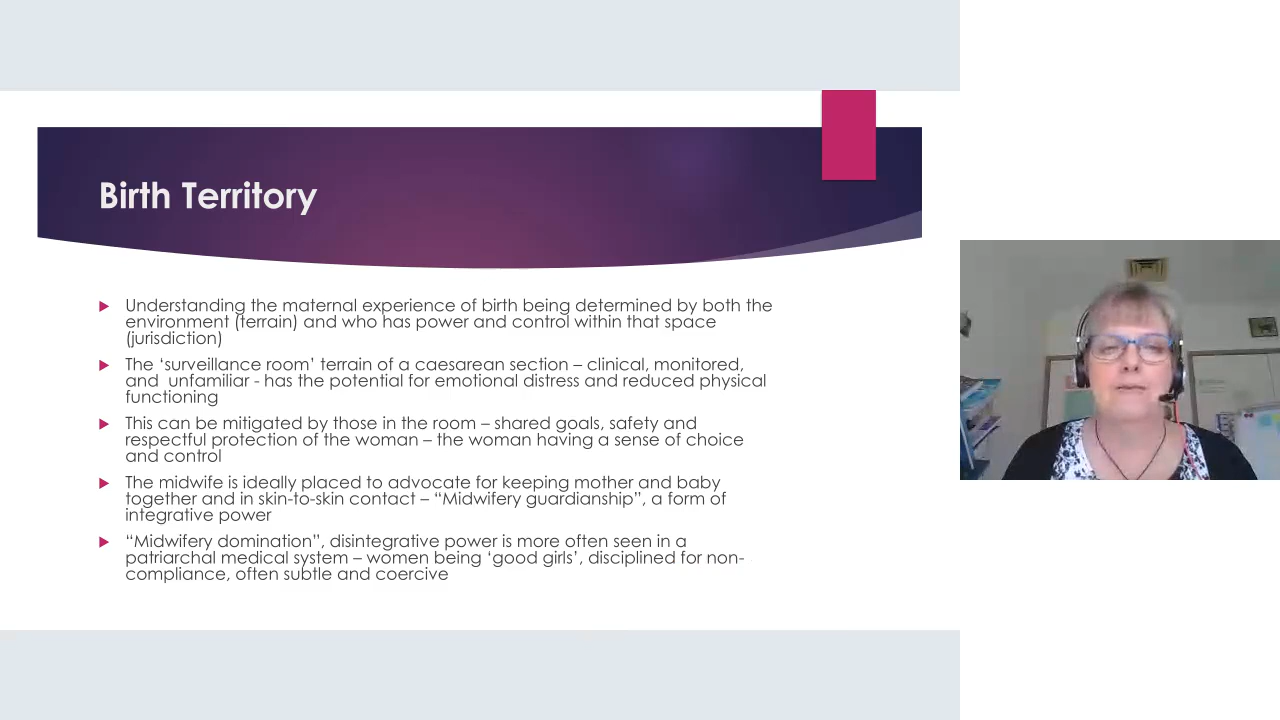 Birth Territory
Understanding the maternal experience of birth being determined by both the
environment (terrain) and who has power and control within that space
(jurisdiction)
The ‘surveillance room’ terrain of a caesarean section – clinical, monitored,
and  unfamiliar - has the potential for emotional distress and reduced physical
functioning
This can be mitigated by those in the room – shared goals, safety and
respectful protection of the woman – the woman having a sense of choice
and control
The midwife is ideally placed to advocate for keeping mother and baby
together and in skin-to-skin contact – “Midwifery guardianship”, a form of
integrative power
“Midwifery domination”, disintegrative power is more often seen in a
patriarchal medical system – women being ‘good girls’, disciplined for non-
compliance, often subtle and coercive